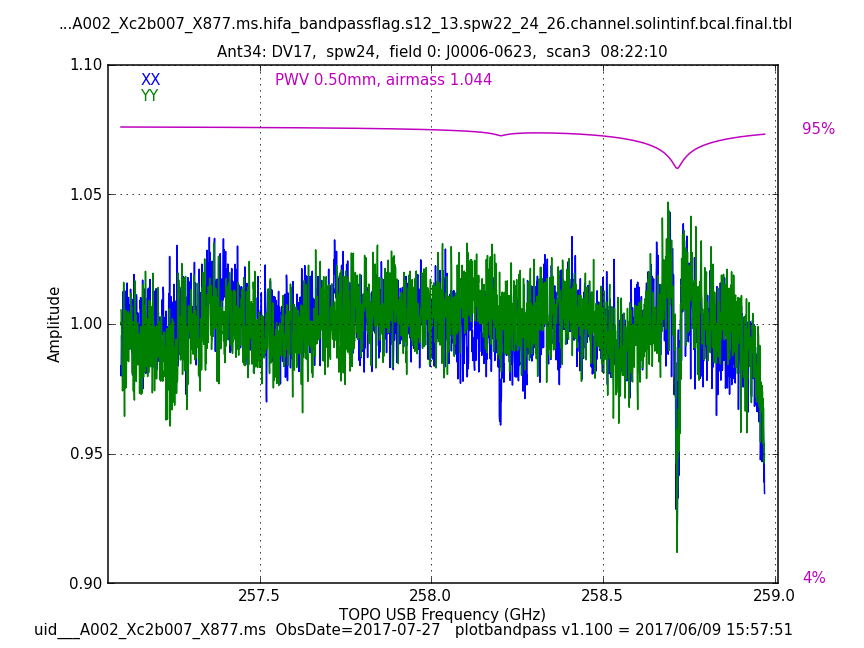 ...A002_Xc2b007_X877.ms.hifa_bandpassflag.s12_13.spw22_24_26.channel.solintinf.bcal.final.tbl
Ant34: DV17, spw24, field 0: J0006-0623, scan3 08:22:10
1.10
XX
PWV 0.50mm, airmass 1.044
YY
95%
1.05
1.00
Amplitude
0.95
0.90
4%
257.5
258.0
258.5
259.0
TOPO USB Frequency (GHz)
uid___A002_Xc2b007_X877.ms ObsDate=2017-07-27 plotbandpass v1.100 = 2017/06/09 15:57:51